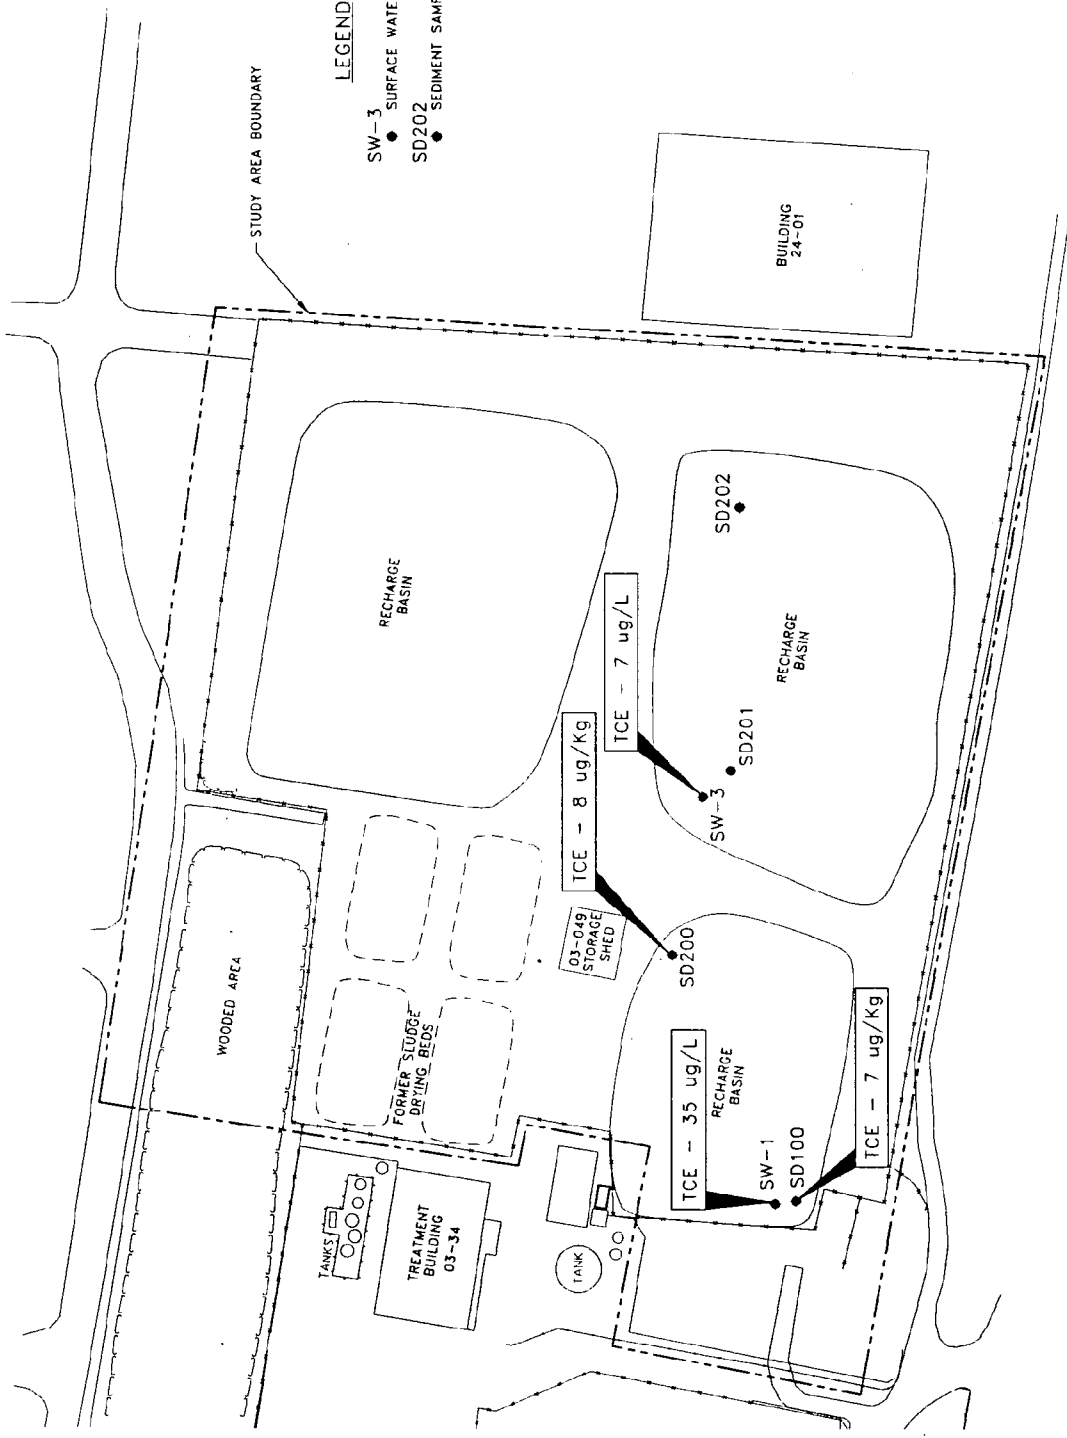 LEGEND
SW-3
SURFACE WATE
SD202
SEDIMENT SAMP
STUDY AREA BOUNDARY
BUILDING
24-01
RECHARGE
BASIN
SD202
TCE - 7 ug/L
RECHARGE
BASIN
SD201
SW-3
TCE - 8 ug/Kg
03-049
STORAGE
SHED
SD200
WOODED AREA
FORMER SLUDGE
DRYING BEDS
TCE - 35 ug/L
RECHARGE
BASIN
TCE - 7 ug/Kg
SW-1
SD100
TANKS
TREATMENT
BUILDING
03-34
TANK